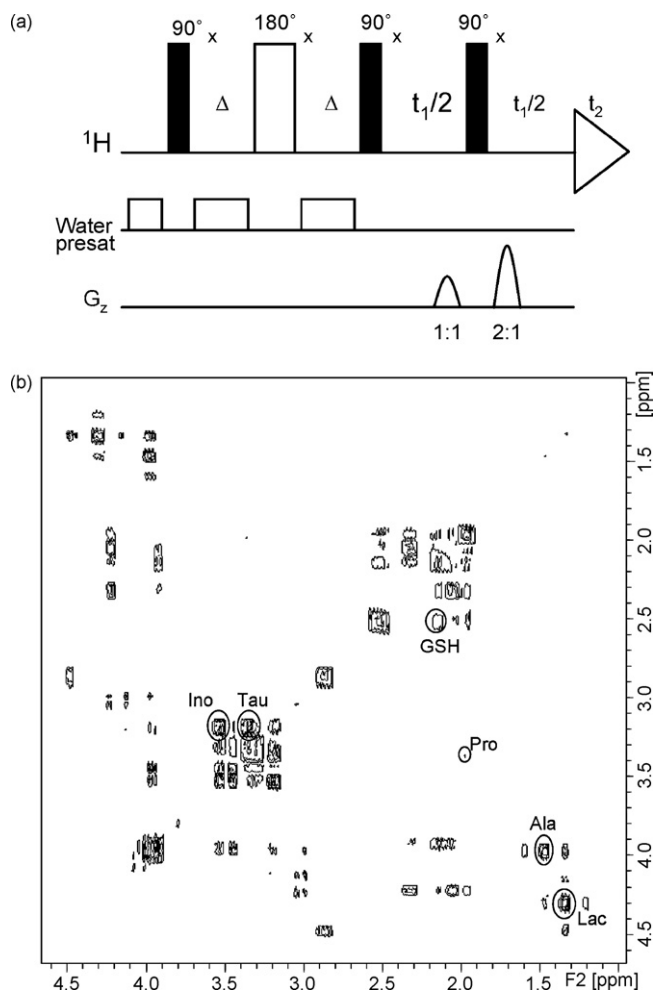 (a)
90° x 180° x 90° x 90° x
Δ Δ t₁/2 t₁/2 t₂
¹H
Water
presat
G_z
1:1 2:1
(b)
[ppm]
1.5
2.0
2.5
GSH
3.0
Ino Tau
Pro
3.5
Ala
4.0
Lac
4.5
4.5 4.0 3.5 3.0 2.5 2.0 1.5 F2 [ppm]